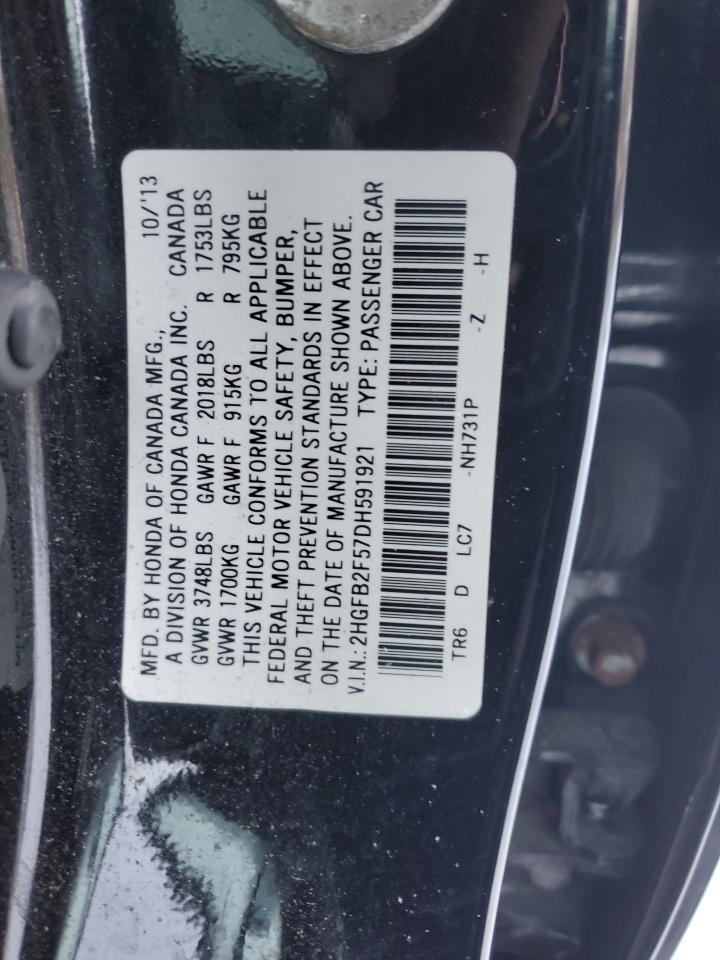 MFD. BY HONDA OF CANADA MFG., 10/'13
A DIVISION OF HONDA CANADA INC. CANADA
GVWR 3748LBS GAWR F 2018LBS R 1753LBS
GVWR 1700KG GAWR F 915KG R 795KG
THIS VEHICLE CONFORMS TO ALL APPLICABLE
FEDERAL MOTOR VEHICLE SAFETY, BUMPER,
AND THEFT PREVENTION STANDARDS IN EFFECT
ON THE DATE OF MANUFACTURE SHOWN ABOVE.
V.I.N.: 2HGFB2F57DH591921 TYPE: PASSENGER CAR
TR6 D LC7 -NH731P -Z -H